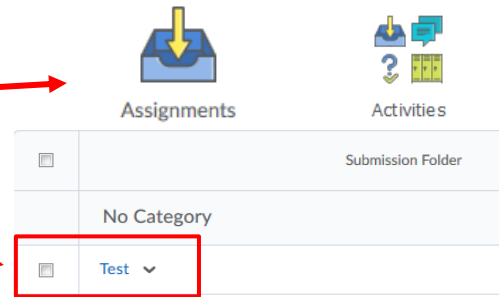 Assignments Activities
Submission Folder
No Category
Test